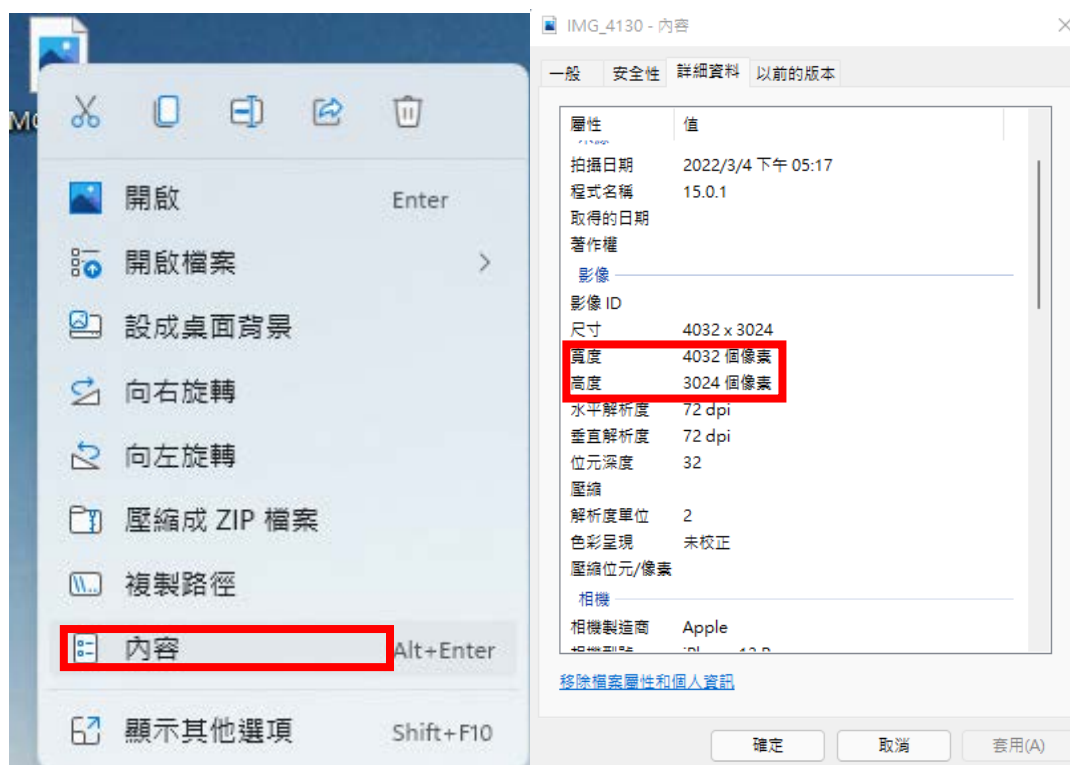 開啟 Enter
開啟檔案
設成桌面背景
向右旋轉
向左旋轉
壓縮成 ZIP 檔案
複製路徑
內容 Alt+Enter
顯示其他選項 Shift+F10
IMG_4130 - 內容
一般 安全性 詳細資料 以前的版本
屬性 值
拍攝日期 2022/3/4 下午 05:17
程式名稱 15.0.1
取得的日期
著作權
影像
影像 ID
尺寸 4032 x 3024
寬度 4032 個像素
高度 3024 個像素
水平解析度 72 dpi
垂直解析度 72 dpi
位元深度 32
壓縮
解析度單位 2
色彩呈現 未校正
壓縮位元/像素
相機
相機製造商 Apple
移除檔案屬性和個人資訊
確定 取消 套用(A)